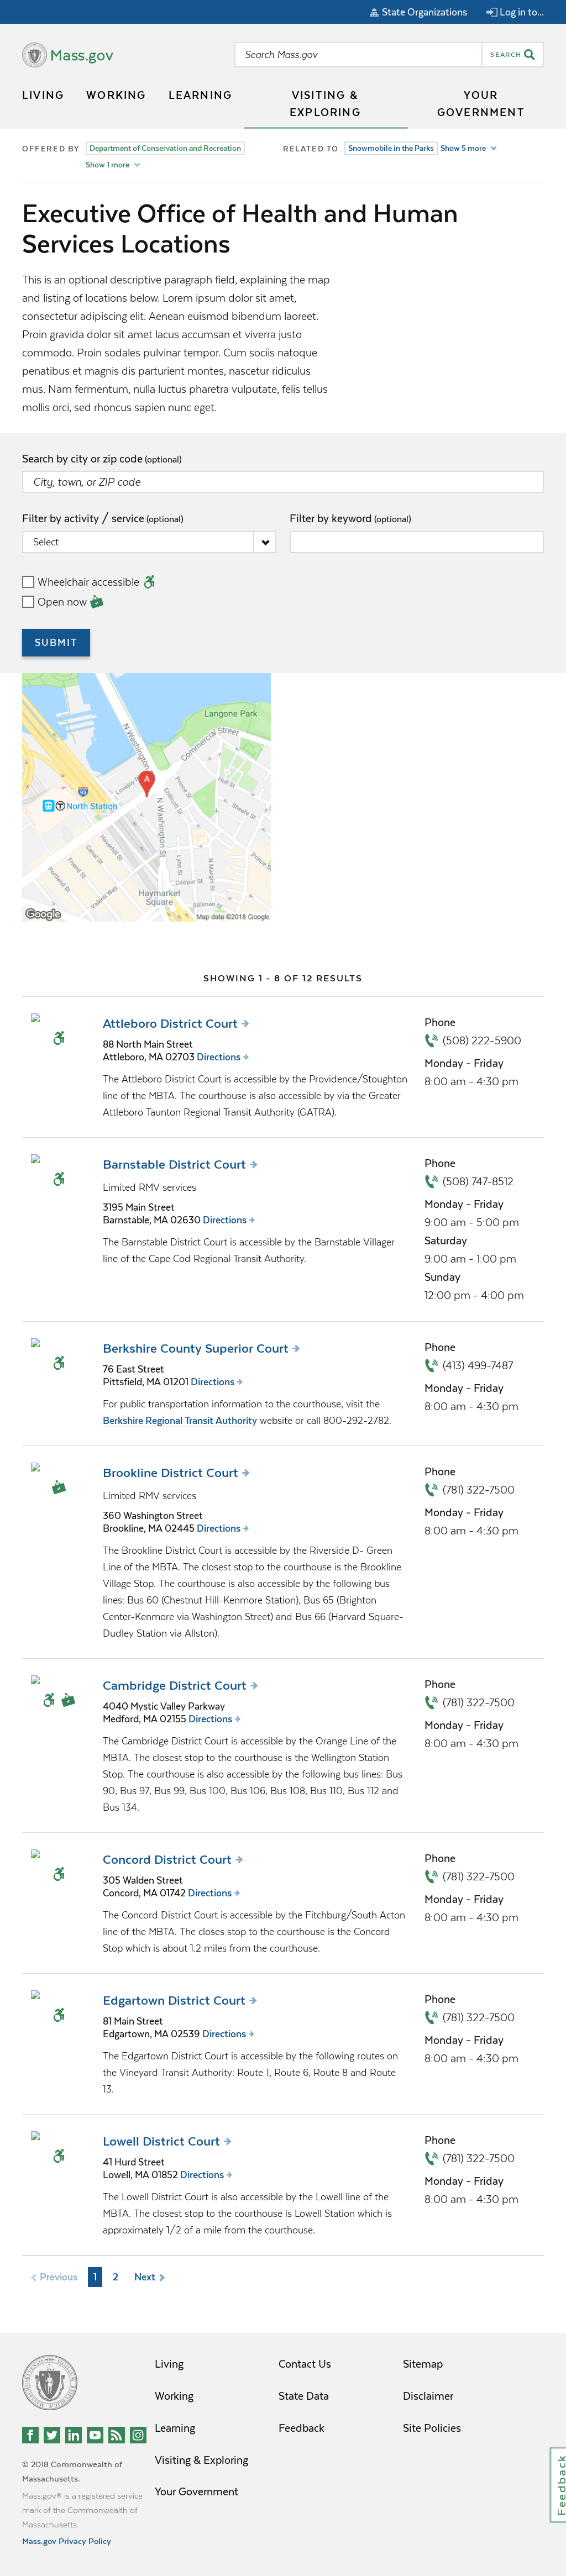 State Organizations
Log in to...
Mass.gov
Search Mass.gov
SEARCH
LIVING
WORKING
LEARNING
VISITING &
EXPLORING
YOUR
GOVERNMENT
OFFERED BY
Department of Conservation and Recreation
Show 1 more
RELATED TO
Snowmobile in the Parks
Show 5 more
Executive Office of Health and Human
Services Locations
This is an optional descriptive paragraph field, explaining the map
and listing of locations below. Lorem ipsum dolor sit amet,
consectetur adipiscing elit. Aenean euismod bibendum laoreet.
Proin gravida dolor sit amet lacus accumsan et viverra justo
commodo. Proin sodales pulvinar tempor. Cum sociis natoque
penatibus et magnis dis parturient montes, nascetur ridiculus
mus. Nam fermentum, nulla luctus pharetra vulputate, felis tellus
mollis orci, sed rhoncus sapien nunc eget.
Search by city or zip code (optional)
City, town, or ZIP code
Filter by activity / service (optional)
Select
Filter by keyword (optional)
Wheelchair accessible
Open now
SUBMIT
Langone Park
N Washington
Lovejoy
93
A
North Station
N Washington St
Canal St
Portland St
Friend St
Valenti Way
Cooper St
N Margin St
Endicott St
Stillman St
Haymarket
Square
Google
Map data ©2018 Google
SHOWING 1 - 8 OF 12 RESULTS
Attleboro District Court
88 North Main Street
Attleboro, MA 02703 Directions
The Attleboro District Court is accessible by the Providence/Stoughton
line of the MBTA. The courthouse is also accessible by via the Greater
Attleboro Taunton Regional Transit Authority (GATRA).
Phone
(508) 222-5900
Monday - Friday
8:00 am - 4:30 pm
Barnstable District Court
Limited RMV services
3195 Main Street
Barnstable, MA 02630 Directions
The Barnstable District Court is accessible by the Barnstable Villager
line of the Cape Cod Regional Transit Authority.
Phone
(508) 747-8512
Monday - Friday
9:00 am - 5:00 pm
Saturday
9:00 am - 1:00 pm
Sunday
12:00 pm - 4:00 pm
Berkshire County Superior Court
76 East Street
Pittsfield, MA 01201 Directions
For public transportation information to the courthouse, visit the
Berkshire Regional Transit Authority website or call 800-292-2782.
Phone
(413) 499-7487
Monday - Friday
8:00 am - 4:30 pm
Brookline District Court
Limited RMV services
360 Washington Street
Brookline, MA 02445 Directions
The Brookline District Court is accessible by the Riverside D- Green
Line of the MBTA. The closest stop to the courthouse is the Brookline
Village Stop. The courthouse is also accessible by the following bus
lines: Bus 60 (Chestnut Hill-Kenmore Station), Bus 65 (Brighton
Center-Kenmore via Washington Street) and Bus 66 (Harvard Square-
Dudley Station via Allston).
Phone
(781) 322-7500
Monday - Friday
8:00 am - 4:30 pm
Cambridge District Court
4040 Mystic Valley Parkway
Medford, MA 02155 Directions
The Cambridge District Court is accessible by the Orange Line of the
MBTA. The closest stop to the courthouse is the Wellington Station
Stop. The courthouse is also accessible by the following bus lines: Bus
90, Bus 97, Bus 99, Bus 100, Bus 106, Bus 108, Bus 110, Bus 112 and
Bus 134.
Phone
(781) 322-7500
Monday - Friday
8:00 am - 4:30 pm
Concord District Court
305 Walden Street
Concord, MA 01742 Directions
The Concord District Court is accessible by the Fitchburg/South Acton
line of the MBTA. The closes stop to the courthouse is the Concord
Stop which is about 1.2 miles from the courthouse.
Phone
(781) 322-7500
Monday - Friday
8:00 am - 4:30 pm
Edgartown District Court
81 Main Street
Edgartown, MA 02539 Directions
The Edgartown District Court is accessible by the following routes on
the Vineyard Transit Authority: Route 1, Route 6, Route 8 and Route
13.
Phone
(781) 322-7500
Monday - Friday
8:00 am - 4:30 pm
Lowell District Court
41 Hurd Street
Lowell, MA 01852 Directions
The Lowell District Court is also accessible by the Lowell line of the
MBTA. The closest stop to the courthouse is Lowell Station which is
approximately 1/2 of a mile from the courthouse.
Phone
(781) 322-7500
Monday - Friday
8:00 am - 4:30 pm
Previous
1
2
Next
Living
Working
Learning
Visiting & Exploring
Your Government
Contact Us
State Data
Feedback
Sitemap
Disclaimer
Site Policies
© 2018 Commonwealth of
Massachusetts.
Mass.gov® is a registered service
mark of the Commonwealth of
Massachusetts.
Mass.gov Privacy Policy
Feedback